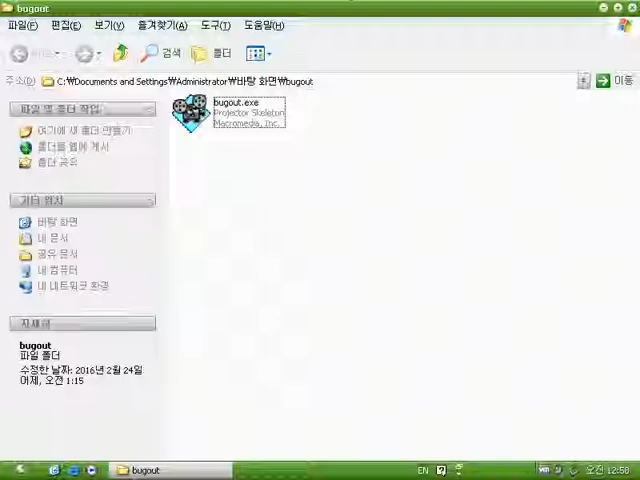 bugout
파일(F) 편집(E) 보기(V) 즐겨찾기(A) 도구(T) 도움말(H)
검색 폴더
주소(D) C:₩Documents and Settings₩Administrator₩바탕 화면₩bugout 이동
파일 및 폴더 작업
여기에 새 폴더 만들기
폴더를 웹에 게시
폴더 공유
기타 위치
바탕 화면
내 문서
공유 문서
내 컴퓨터
내 네트워크 환경
자세히
bugout
파일 폴더
수정한 날짜: 2016년 2월 24일
어제, 오전 1:15
bugout.exe
Projector Skeleton
Macromedia, Inc.
bugout EN 오전 12:58